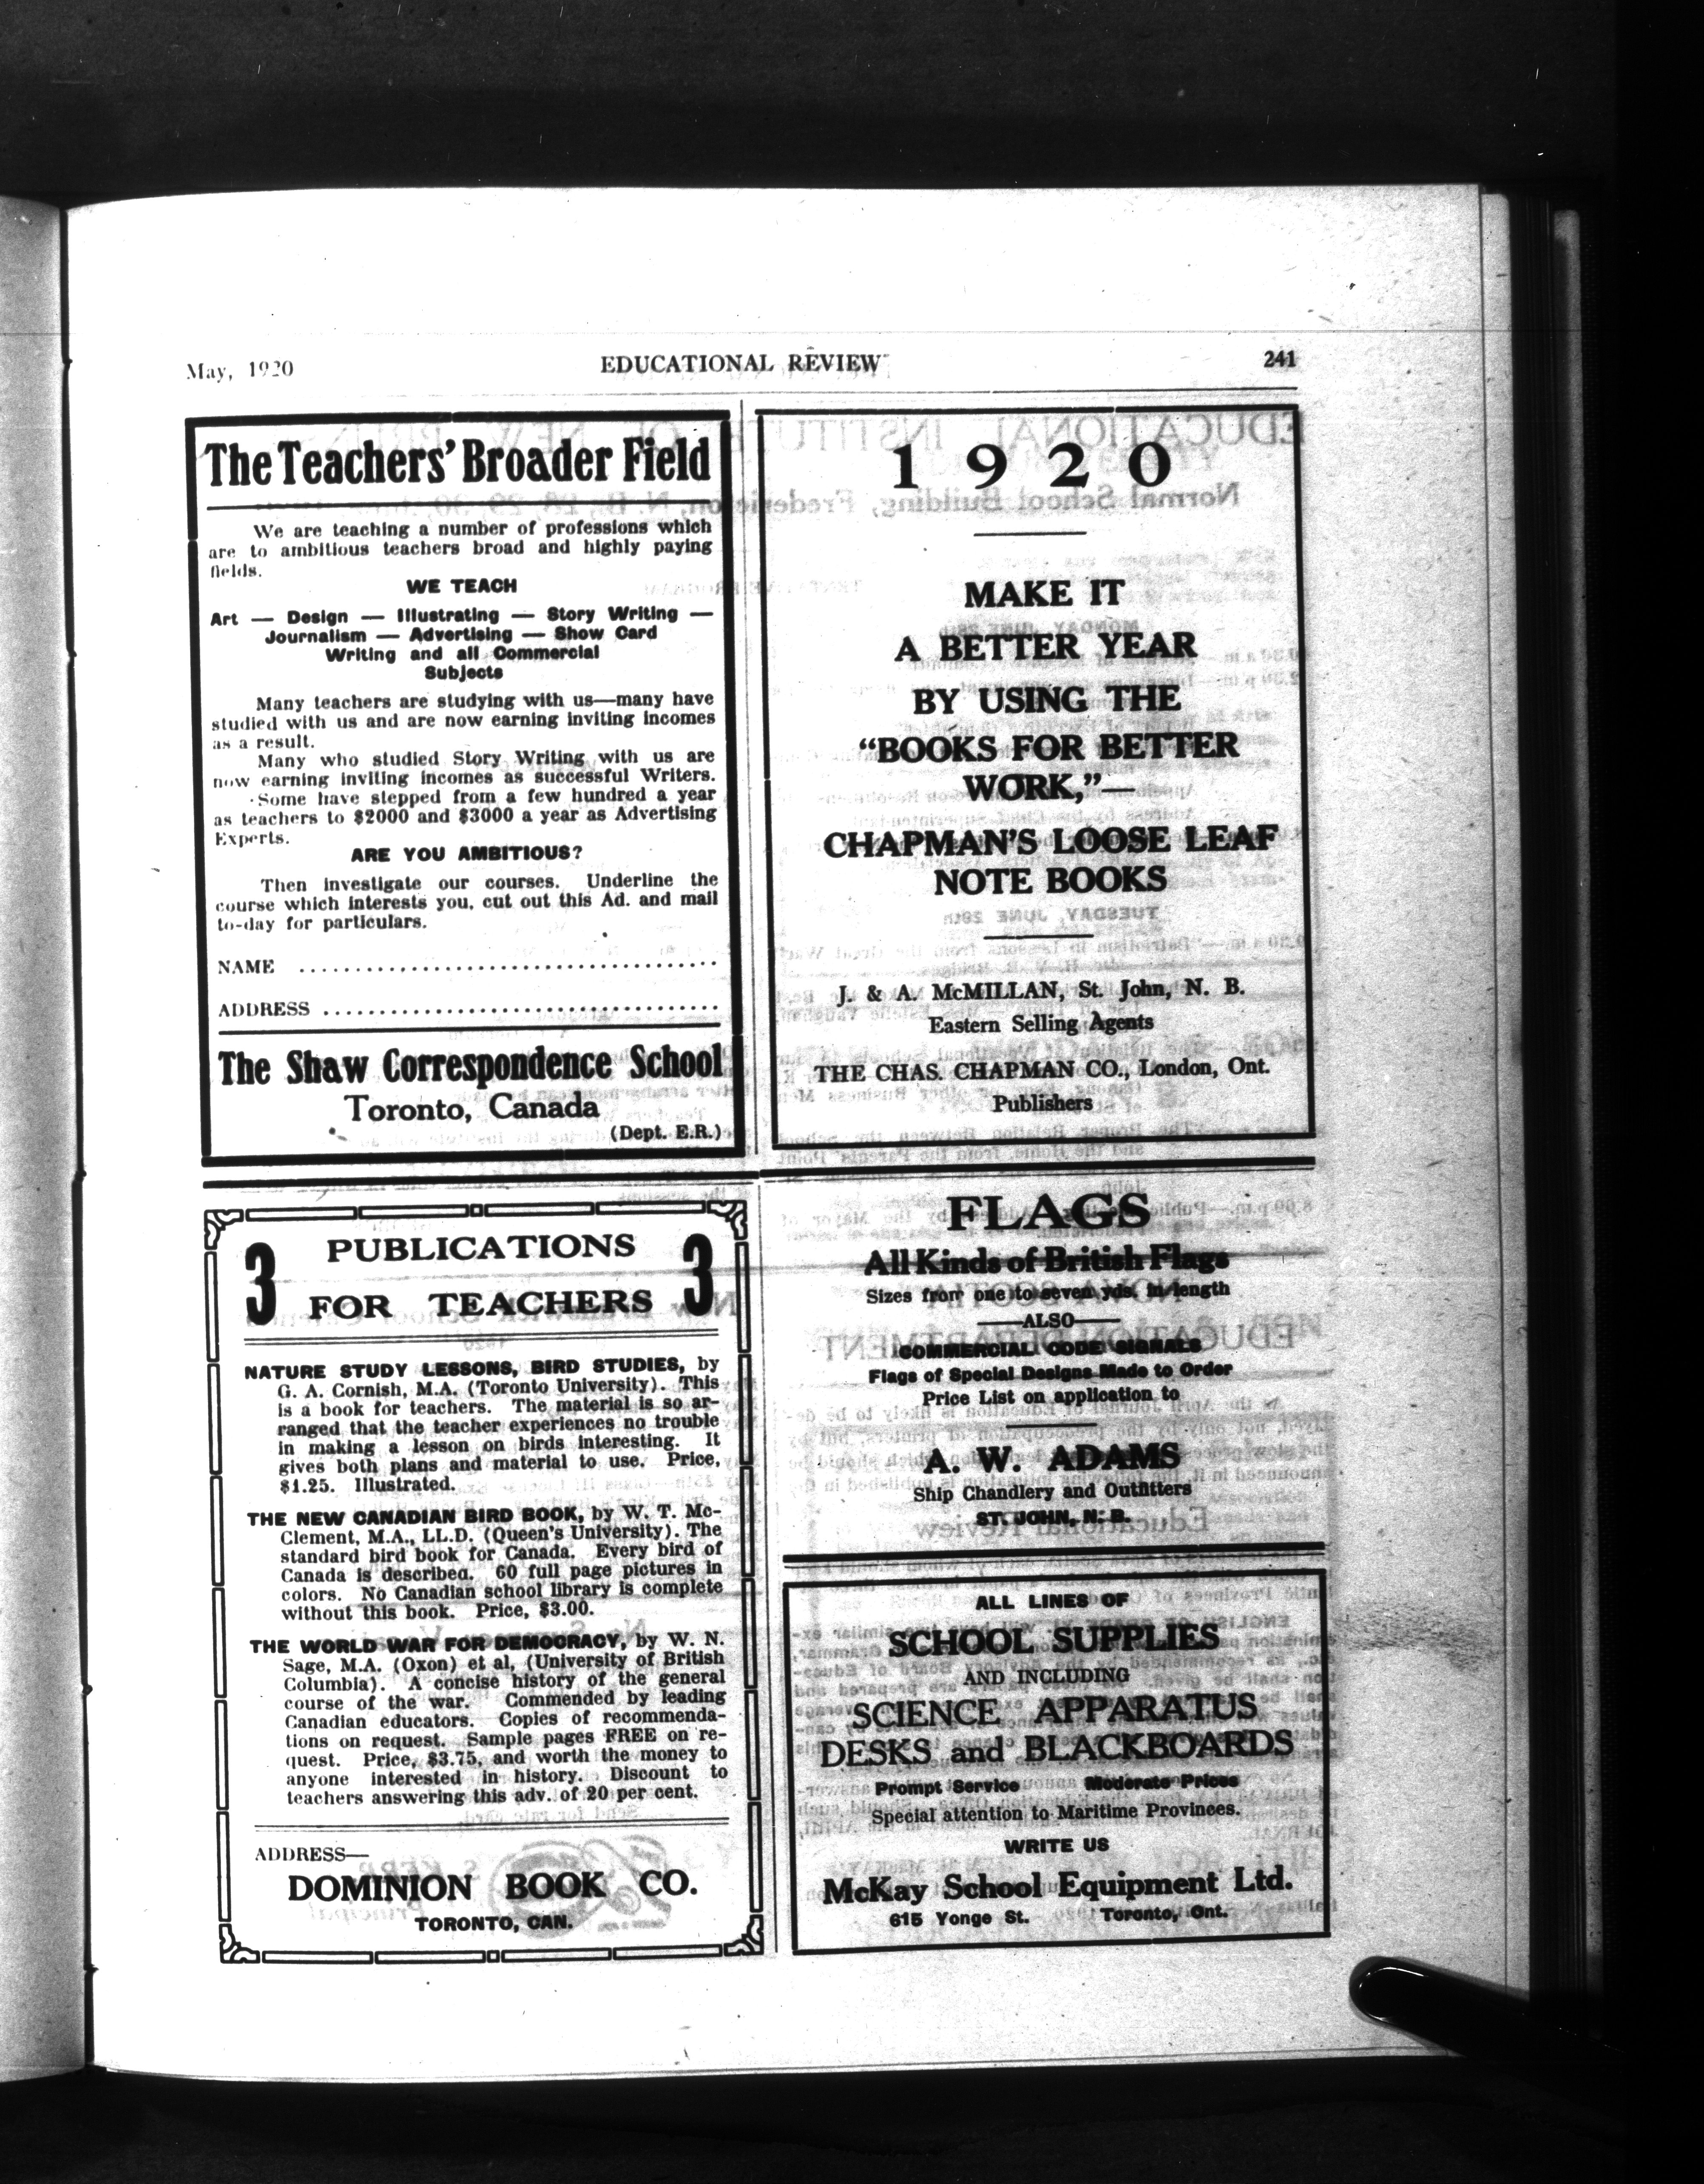 May, 1920
EDUCATIONAL REVIEW
241
The Teachers' Broader Field
We are teaching a number of professions which
are to ambitious teachers broad and highly paying
fields.
WE TEACH
Art — Design — Illustrating — Story Writing —
Journalism — Advertising — Show Card
Writing and all Commercial
Subjects
Many teachers are studying with us—many have
studied with us and are now earning inviting incomes
as a result.
Many who studied Story Writing with us are
now earning inviting incomes as successful Writers.
Some have stepped from a few hundred a year
as teachers to $2000 and $3000 a year as Advertising
Experts.
ARE YOU AMBITIOUS?
Then investigate our courses. Underline the
course which interests you, cut out this Ad. and mail
to-day for particulars.
NAME ....................................
ADDRESS ..................................
The Shaw Correspondence School
Toronto, Canada
(Dept. E.R.)
1920
MAKE IT
A BETTER YEAR
BY USING THE
“BOOKS FOR BETTER
WORK,”—
CHAPMAN'S LOOSE LEAF
NOTE BOOKS
J. & A. McMILLAN, St. John, N. B.
Eastern Selling Agents
THE CHAS. CHAPMAN CO., London, Ont.
Publishers
3 PUBLICATIONS 3
FOR TEACHERS
NATURE STUDY LESSONS, BIRD STUDIES, by
G. A. Cornish, M.A. (Toronto University). This
is a book for teachers. The material is so ar-
ranged that the teacher experiences no trouble
in making a lesson on birds interesting. It
gives both plans and material to use. Price,
$1.25. Illustrated.
THE NEW CANADIAN BIRD BOOK, by W. T. Mc-
Clement, M.A., LL.D. (Queen's University). The
standard bird book for Canada. Every bird of
Canada is described. 60 full page pictures in
colors. No Canadian school library is complete
without this book. Price, $3.00.
THE WORLD WAR FOR DEMOCRACY, by W. N.
Sage, M.A. (Oxon) et al, (University of British
Columbia). A concise history of the general
course of the war. Commended by leading
Canadian educators. Copies of recommenda-
tions on request. Sample pages FREE on re-
quest. Price, $3.75, and worth the money to
anyone interested in history. Discount to
teachers answering this adv. of 20 per cent.
ADDRESS—
DOMINION BOOK CO.
TORONTO, CAN.
FLAGS
All Kinds of British Flags
Sizes from one to seven yds. in length
—ALSO—
COMMERCIAL CODE SIGNALS
Flags of Special Designs Made to Order
Price List on application to
A. W. ADAMS
Ship Chandlery and Outfitters
ST. JOHN, N. B.
ALL LINES OF
SCHOOL SUPPLIES
AND INCLUDING
SCIENCE APPARATUS
DESKS and BLACKBOARDS
Prompt Service Moderate Prices
Special attention to Maritime Provinces.
WRITE US
McKay School Equipment Ltd.
615 Yonge St. Toronto, Ont.